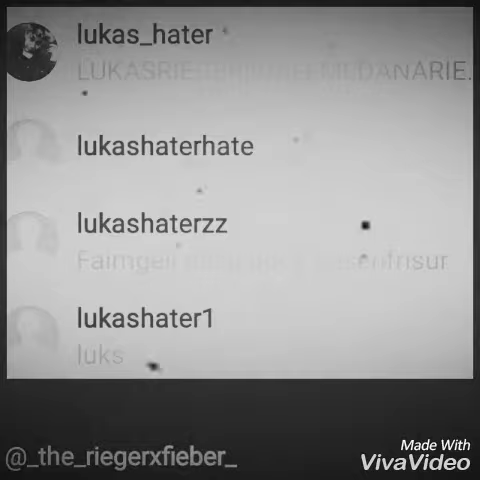 lukas_hater
lukashaterhate
lukashaterzz
lukashater1
luks
@_the_riegerxfieber_
Made With
VivaVideo